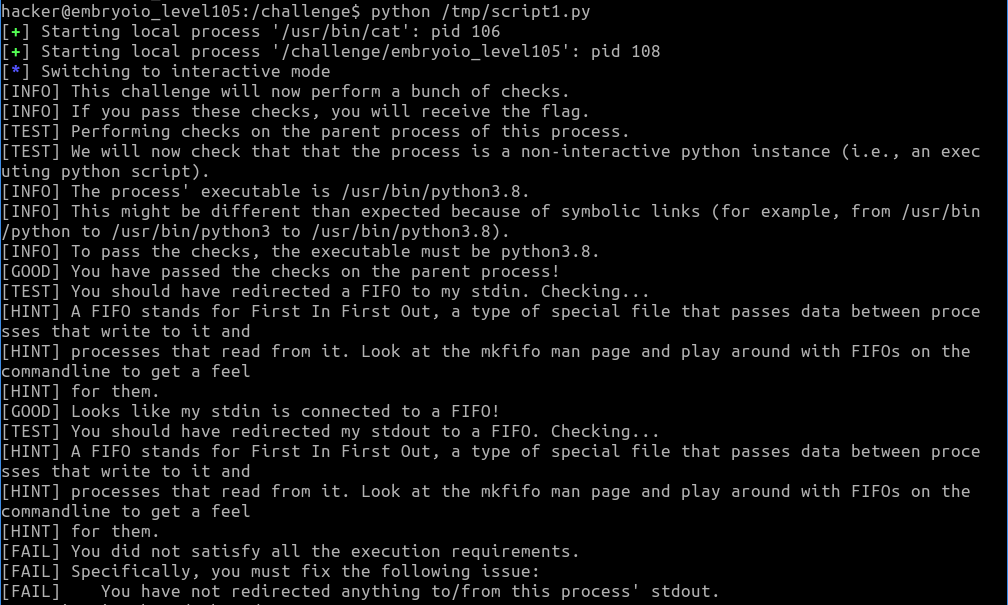 hacker@embryoio_level105:/challenge$ python /tmp/script1.py
[+] Starting local process '/usr/bin/cat': pid 106
[+] Starting local process '/challenge/embryoio_level105': pid 108
[*] Switching to interactive mode
[INFO] This challenge will now perform a bunch of checks.
[INFO] If you pass these checks, you will receive the flag.
[TEST] Performing checks on the parent process of this process.
[TEST] We will now check that that the process is a non-interactive python instance (i.e., an exec
uting python script).
[INFO] The process' executable is /usr/bin/python3.8.
[INFO] This might be different than expected because of symbolic links (for example, from /usr/bin
/python to /usr/bin/python3 to /usr/bin/python3.8).
[INFO] To pass the checks, the executable must be python3.8.
[GOOD] You have passed the checks on the parent process!
[TEST] You should have redirected a FIFO to my stdin. Checking...
[HINT] A FIFO stands for First In First Out, a type of special file that passes data between proce
sses that write to it and
[HINT] processes that read from it. Look at the mkfifo man page and play around with FIFOs on the
commandline to get a feel
[HINT] for them.
[GOOD] Looks like my stdin is connected to a FIFO!
[TEST] You should have redirected my stdout to a FIFO. Checking...
[HINT] A FIFO stands for First In First Out, a type of special file that passes data between proce
sses that write to it and
[HINT] processes that read from it. Look at the mkfifo man page and play around with FIFOs on the
commandline to get a feel
[HINT] for them.
[FAIL] You did not satisfy all the execution requirements.
[FAIL] Specifically, you must fix the following issue:
[FAIL]    You have not redirected anything to/from this process' stdout.